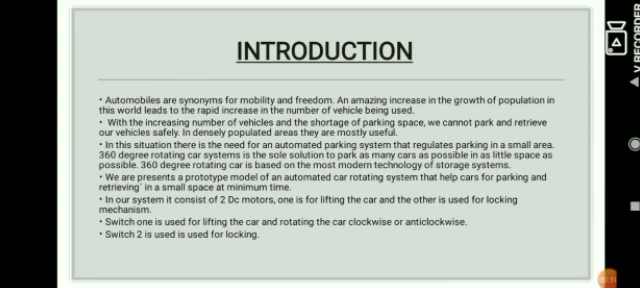 INTRODUCTION
• Automobiles are synonyms for mobility and freedom. An amazing increase in the growth of population in
this world leads to the rapid increase in the number of vehicle being used.
• With the increasing number of vehicles and the shortage of parking space, we cannot park and retrieve
our vehicles safely. In densely populated areas they are mostly useful.
• In this situation there is the need for an automated parking system that regulates parking in a small area.
360 degree rotating car systems is the sole solution to park as many cars as possible in as little space as
possible. 360 degree rotating car is based on the most modern technology of storage systems.
• We are presents a prototype model of an automated car rotating system that help cars for parking and
retrieving` in a small space at minimum time.
• In our system it consist of 2 Dc motors, one is for lifting the car and the other is used for locking
mechanism.
• Switch one is used for lifting the car and rotating the car clockwise or anticlockwise.
• Switch 2 is used is used for locking.
V RECORDER